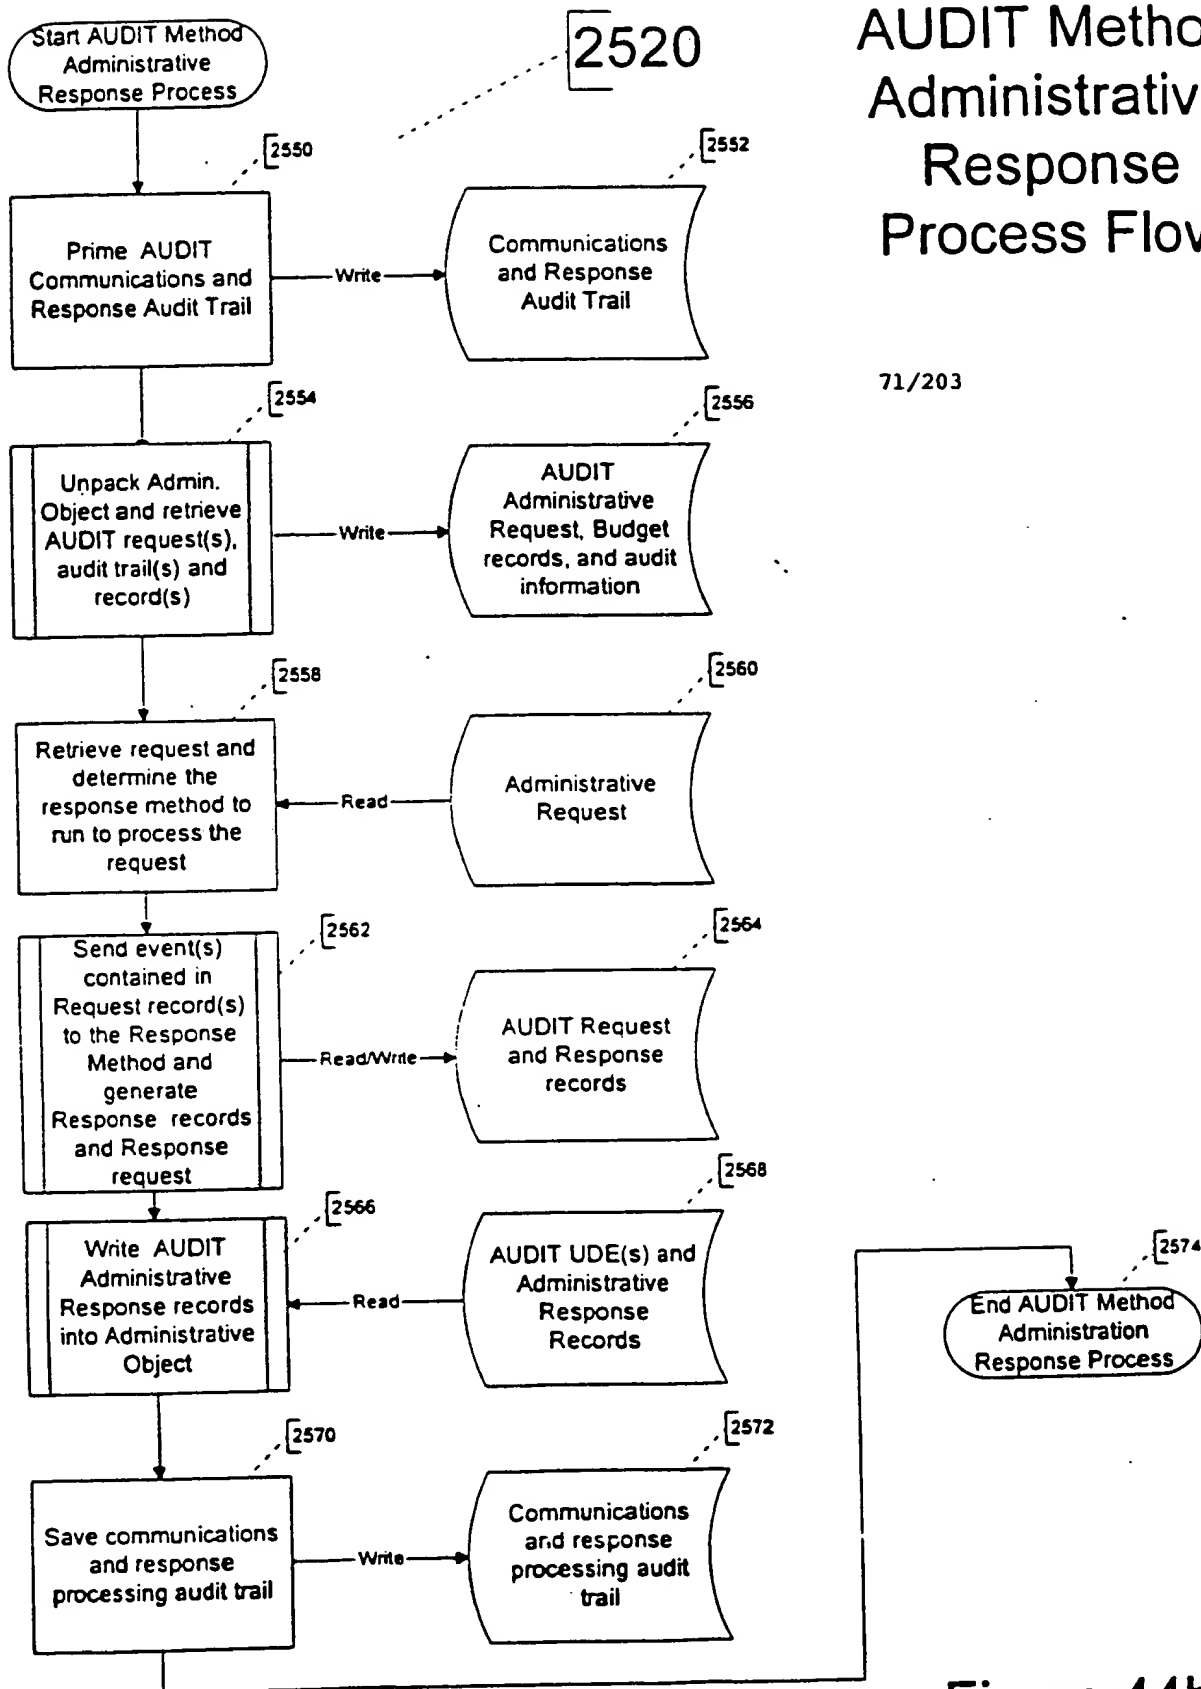 Start AUDIT Method
Administrative
Response Process
2520
AUDIT Metho
Administrativ
Response
Process Flow
71/203
2550
Prime AUDIT
Communications and
Response Audit Trail
Write
2552
Communications
and Response
Audit Trail
2554
Unpack Admin.
Object and retrieve
AUDIT request(s),
audit trail(s) and
record(s)
Write
2556
AUDIT
Administrative
Request, Budget
records, and audit
information
2558
Retrieve request and
determine the
response method to
run to process the
request
Read
2560
Administrative
Request
2562
Send event(s)
contained in
Request record(s)
to the Response
Method and
generate
Response records
and Response
request
Read/Write
2564
AUDIT Request
and Response
records
2566
Write AUDIT
Administrative
Response records
into Administrative
Object
Read
2568
AUDIT UDE(s) and
Administrative
Response
Records
2570
Save communications
and response
processing audit trail
Write
2572
Communications
and response
processing audit
trail
2574
End AUDIT Method
Administration
Response Process
Figure 44b